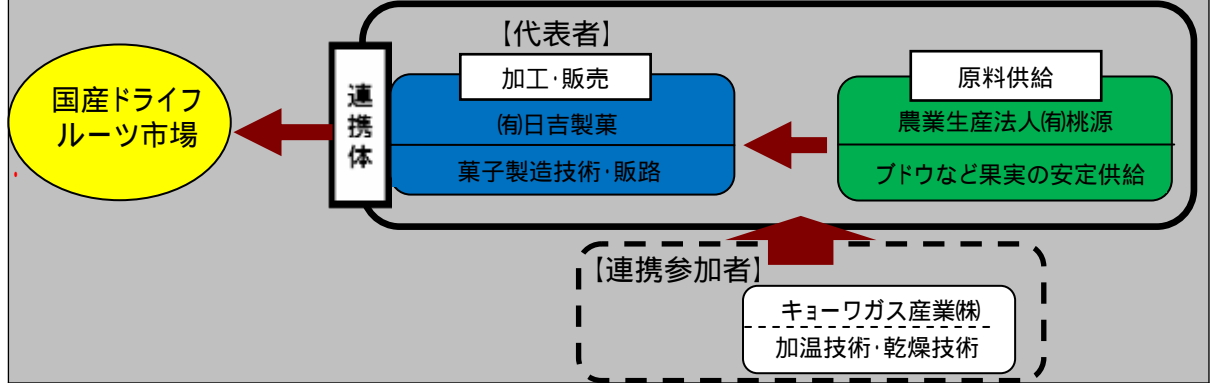 国産ドライフ
ルーツ市場
連
携
体
【代表者】
加工・販売
㈲日吉製菓
菓子製造技術・販路
原料供給
農業生産法人㈲桃源
ブドウなど果実の安定供給
【連携参加者】
キョーワガス産業㈱
加温技術・乾燥技術